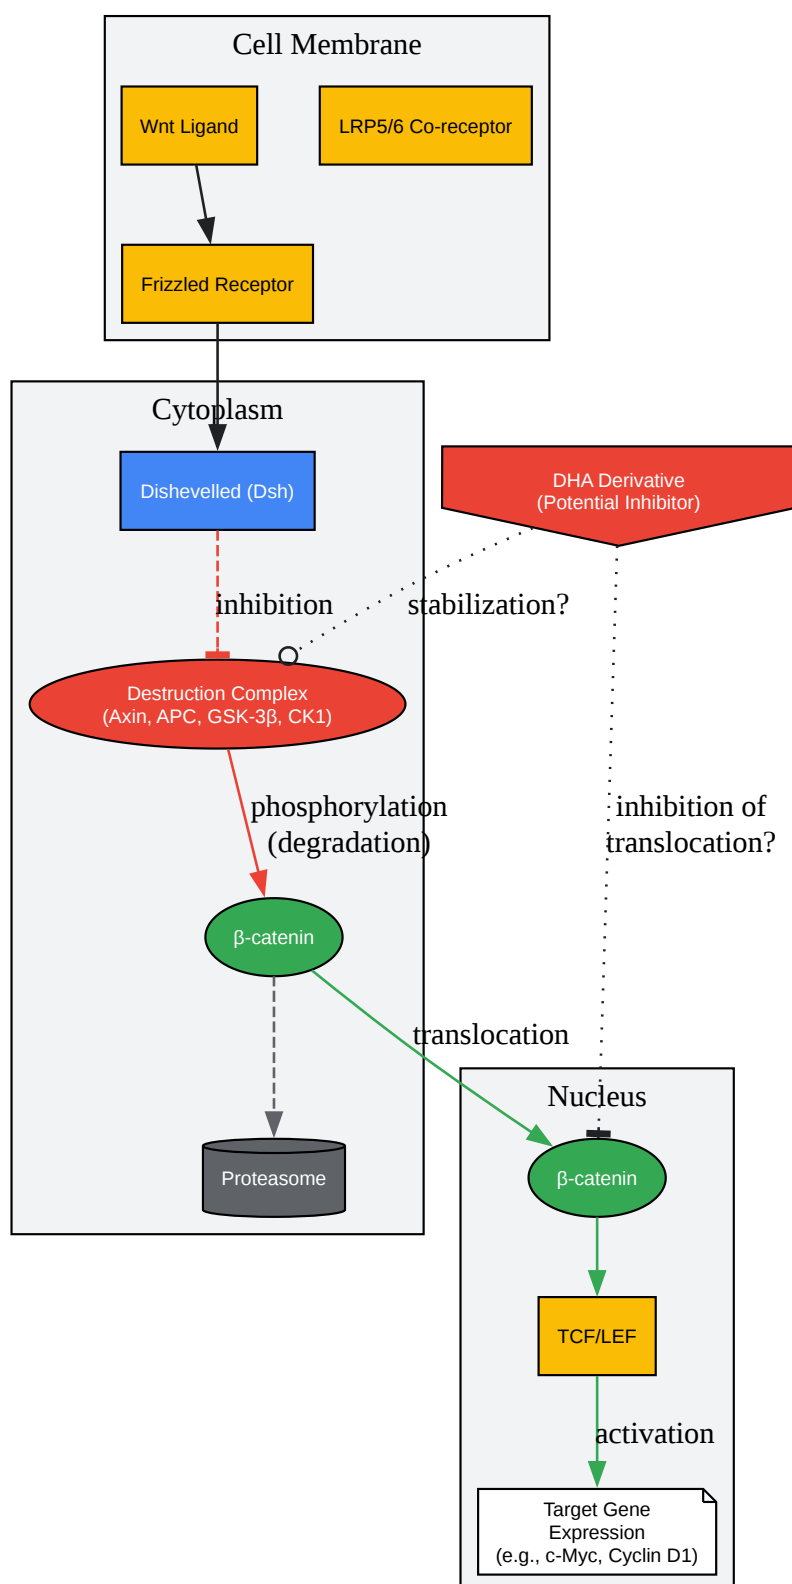 Cell Membrane
Wnt Ligand
LRP5/6 Co-receptor
Frizzled Receptor
Cytoplasm
Dishevelled (Dsh)
DHA Derivative
(Potential Inhibitor)
inhibition
stabilization?
Destruction Complex
(Axin, APC, GSK-3β, CK1)
phosphorylation
(degradation)
inhibition of
translocation?
β-catenin
translocation
Nucleus
Proteasome
β-catenin
TCF/LEF
activation
Target Gene
Expression
(e.g., c-Myc, Cyclin D1)